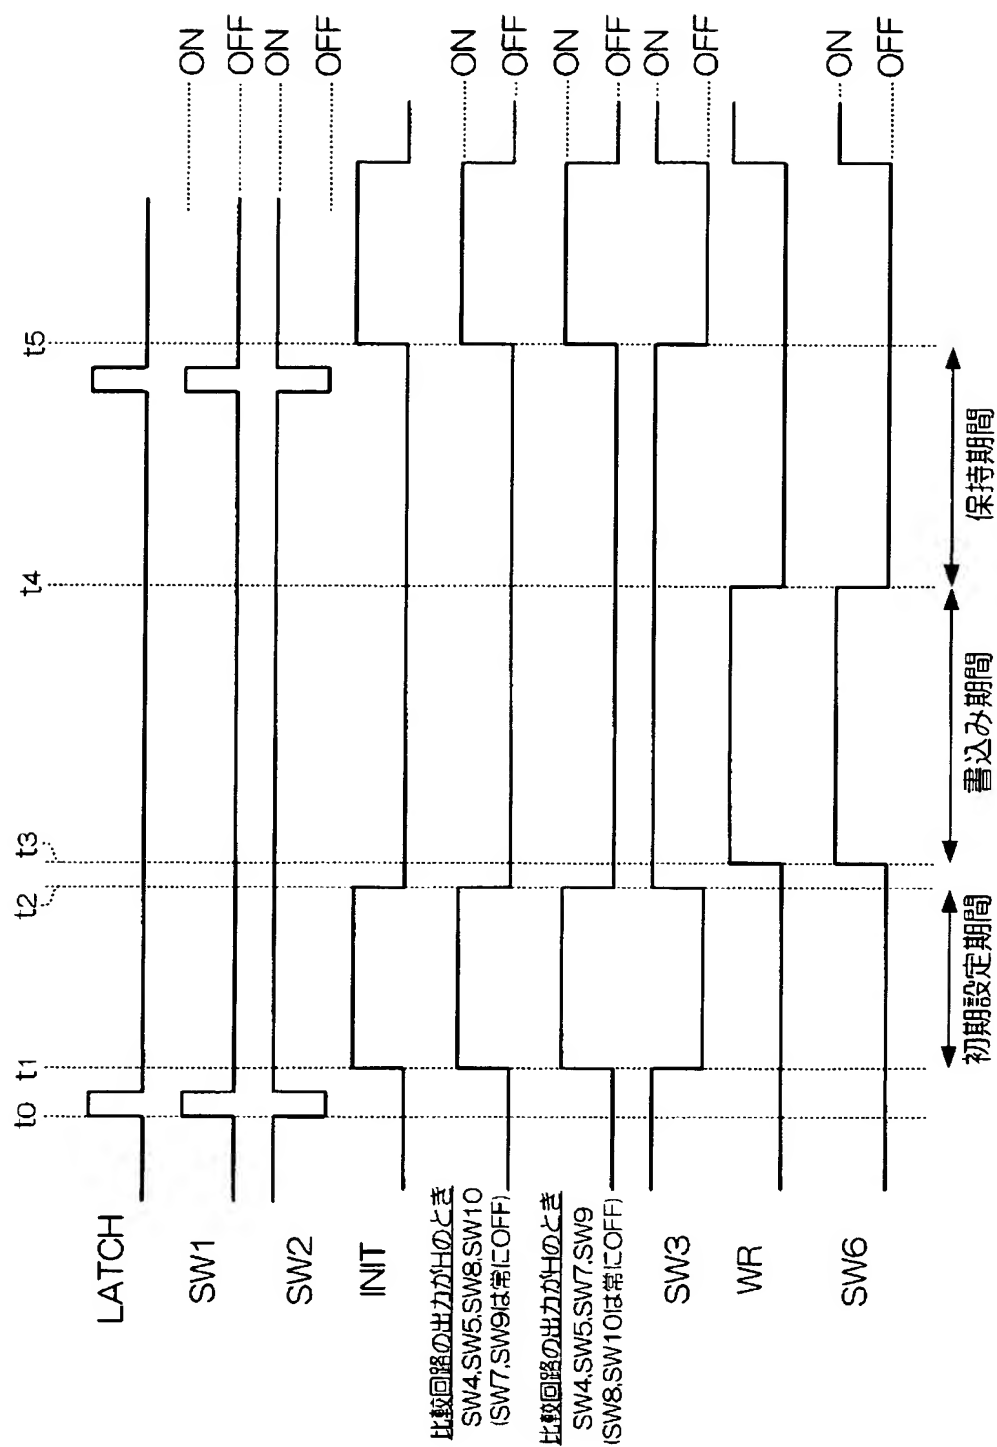 t0
t1
t2
t3
t4
t5
LATCH
SW1
ON
OFF
SW2
ON
OFF
INIT
比較回路の出力がHのとき
SW4,SW5,SW8,SW10
(SW7,SW9は常にOFF)
ON
OFF
比較回路の出力がHのとき
SW4,SW5,SW7,SW9
(SW8,SW10は常にOFF)
ON
OFF
SW3
ON
OFF
WR
SW6
ON
OFF
初期設定期間
書込み期間
保持期間